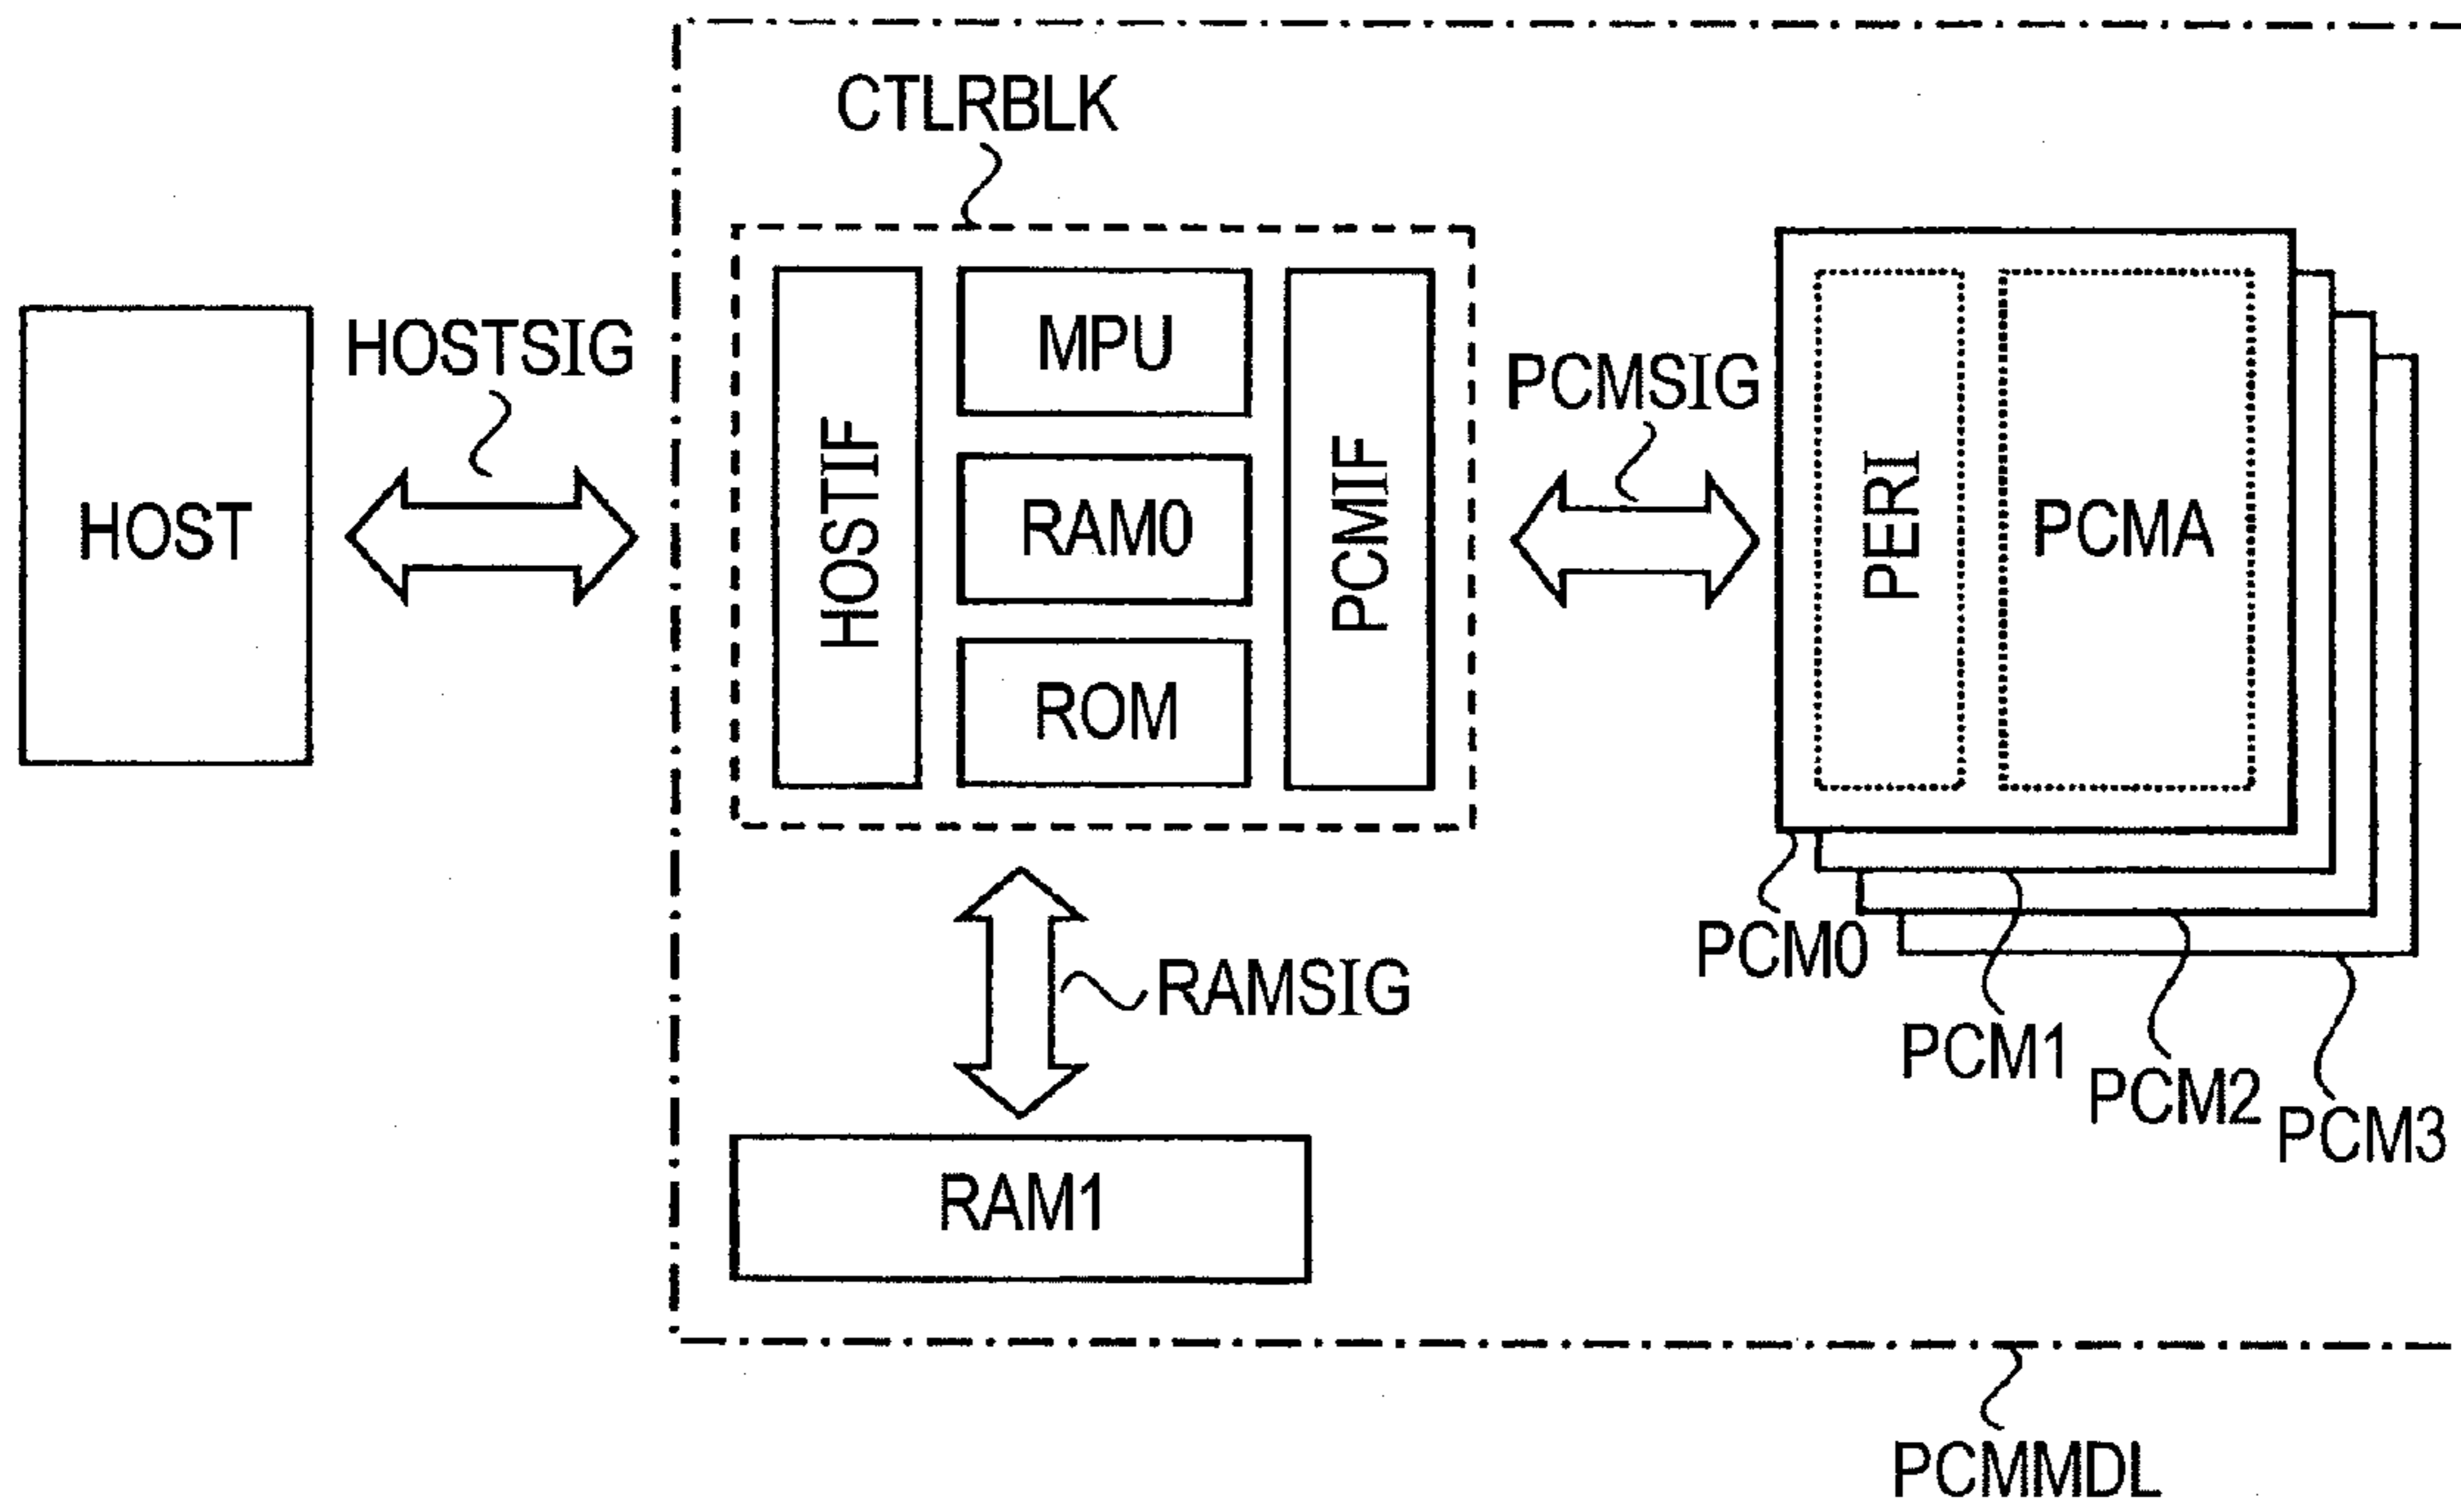 CTLRBLK
HOST
HOSTSIG
HOSTIF
MPU
RAM0
ROM
PCMIF
PCMSIG
PERI
PCMA
PCM0
PCM1
PCM2
PCM3
RAMSIG
RAM1
PCMMDL